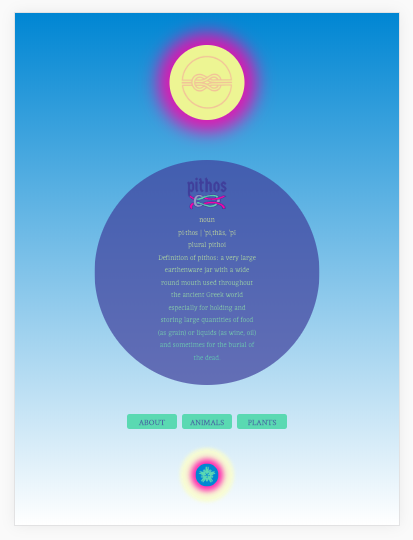 pithos
noun
pi·thos | ˈpiˌthäs, ˈpī
plural pithoi
Definition of pithos: a very large
earthenware jar with a wide
round mouth used throughout
the ancient Greek world
especially for holding and
storing large quantities of food
(as grain) or liquids (as wine, oil)
and sometimes for the burial of
the dead.
ABOUT
ANIMALS
PLANTS